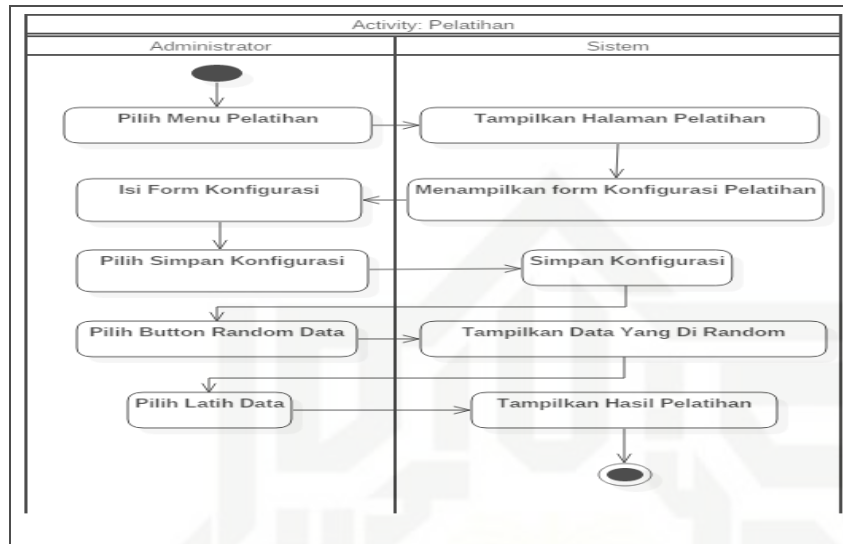 Activity: Pelatihan
Administrator
Sistem
Pilih Menu Pelatihan
Tampilkan Halaman Pelatihan
Isi Form Konfigurasi
Menampilkan form Konfigurasi Pelatihan
Pilih Simpan Konfigurasi
Simpan Konfigurasi
Pilih Button Random Data
Tampilkan Data Yang Di Random
Pilih Latih Data
Tampilkan Hasil Pelatihan